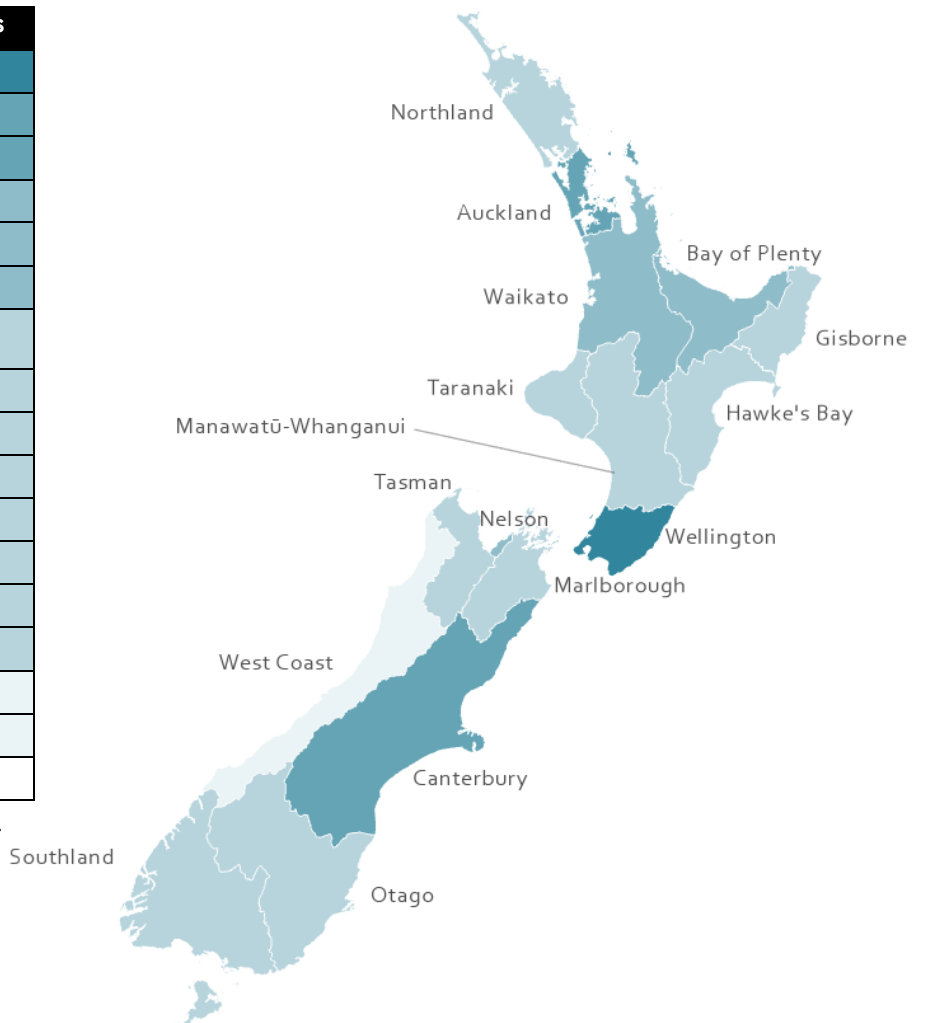 s
Northland
Auckland
Bay of Plenty
Waikato
Gisborne
Taranaki
Hawke's Bay
Manawatū-Whanganui
Tasman
Nelson
Wellington
Marlborough
West Coast
Canterbury
Southland
Otago